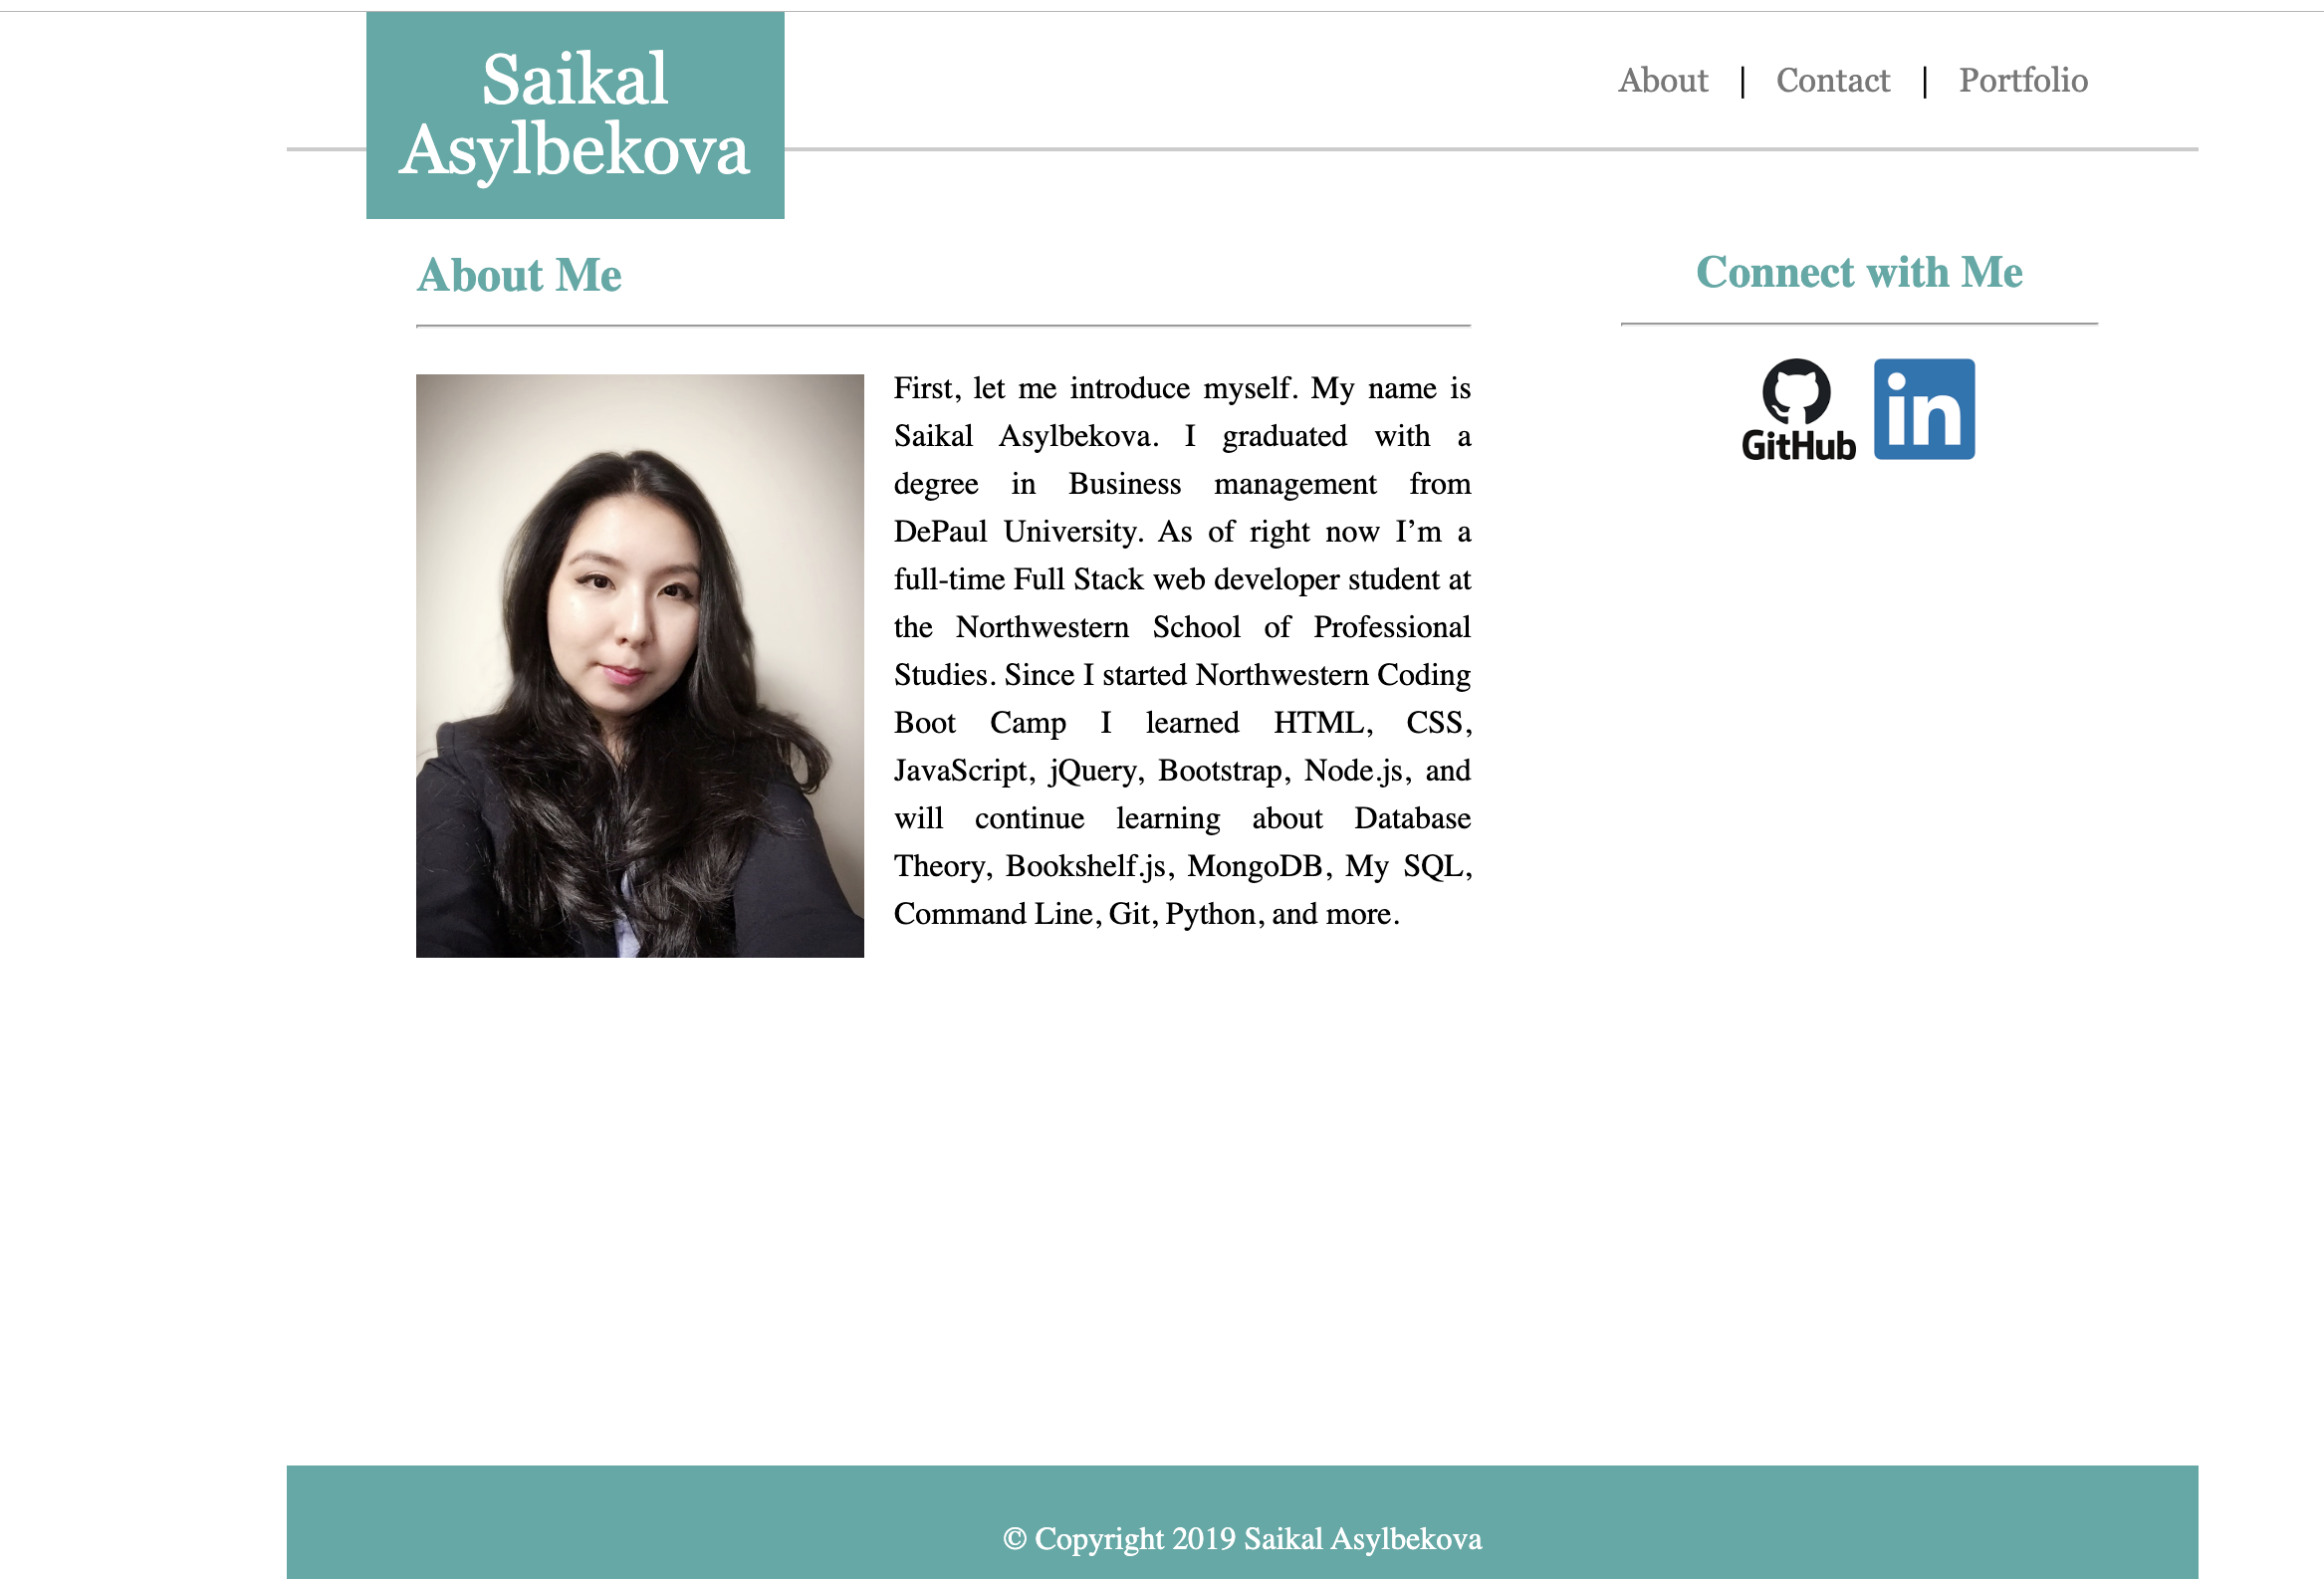 Saikal
Asylbekova
About | Contact | Portfolio
About Me
First, let me introduce myself. My name is
Saikal Asylbekova. I graduated with a
degree in Business management from
DePaul University. As of right now I’m a
full-time Full Stack web developer student at
the Northwestern School of Professional
Studies. Since I started Northwestern Coding
Boot Camp I learned HTML, CSS,
JavaScript, jQuery, Bootstrap, Node.js, and
will continue learning about Database
Theory, Bookshelf.js, MongoDB, My SQL,
Command Line, Git, Python, and more.
Connect with Me
GitHub
in
© Copyright 2019 Saikal Asylbekova